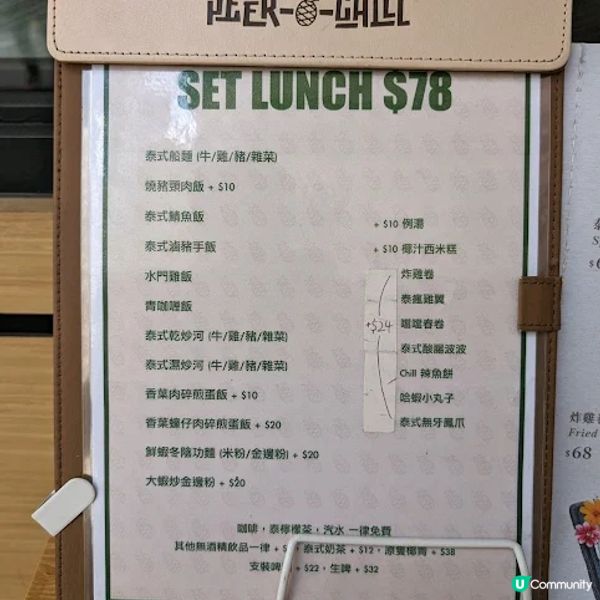 PEER-O-CHILL
SET LUNCH $78
泰式船麵 (牛/雞/豬/雜菜)
燒豬頸肉飯 + $10
泰式鯖魚飯
泰式滷豬手飯
水門雞飯
青咖喱飯
泰式乾炒河 (牛/雞/豬/雜菜)
泰式濕炒河 (牛/雞/豬/雜菜)
香葉肉碎煎蛋飯 + $10
香葉蠔仔肉碎煎蛋飯 + $20
鮮蝦冬陰功麵 (米粉/金邊粉) + $20
大蝦炒金邊粉 + $20
+ $10 例湯
+ $10 椰汁西米糕
+$24
炸雞卷
泰瘋雞翼
噹噹春卷
泰式酸腸波波
Chill 辣魚餅
哈蝦小丸子
泰式無牙鳳爪
咖啡，泰檸檬茶，汽水 一律免費
其他無酒精飲品一律 + $ 泰式奶茶 + $12，原隻椰青 + $38
支裝啤 + $22，生啤 + $32
炸雞
Fried
$68
U Community